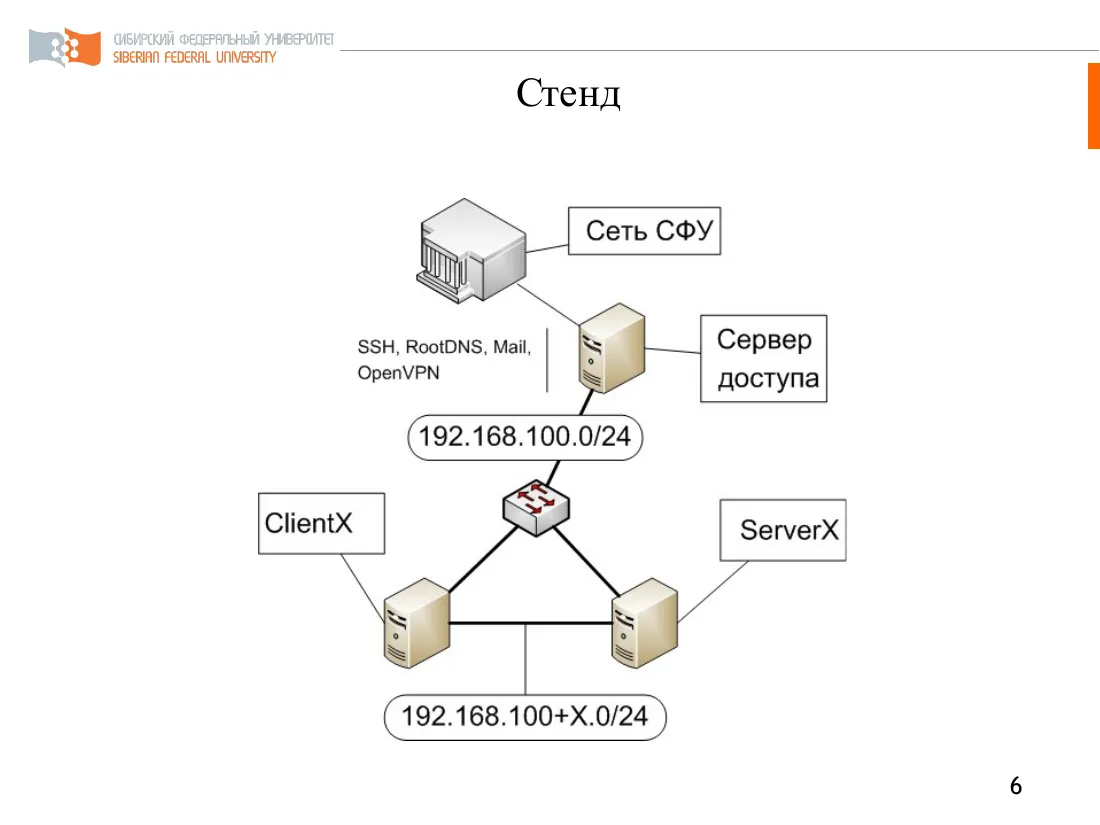 СИБИРСКИЙ ФЕДЕРАЛЬНЫЙ УНИВЕРСИТЕТ
SIBERIAN FEDERAL UNIVERSITY
Стенд
Сеть СФУ
SSH, RootDNS, Mail,
OpenVPN
Сервер
доступа
192.168.100.0/24
ClientX
ServerX
192.168.100+X.0/24
6